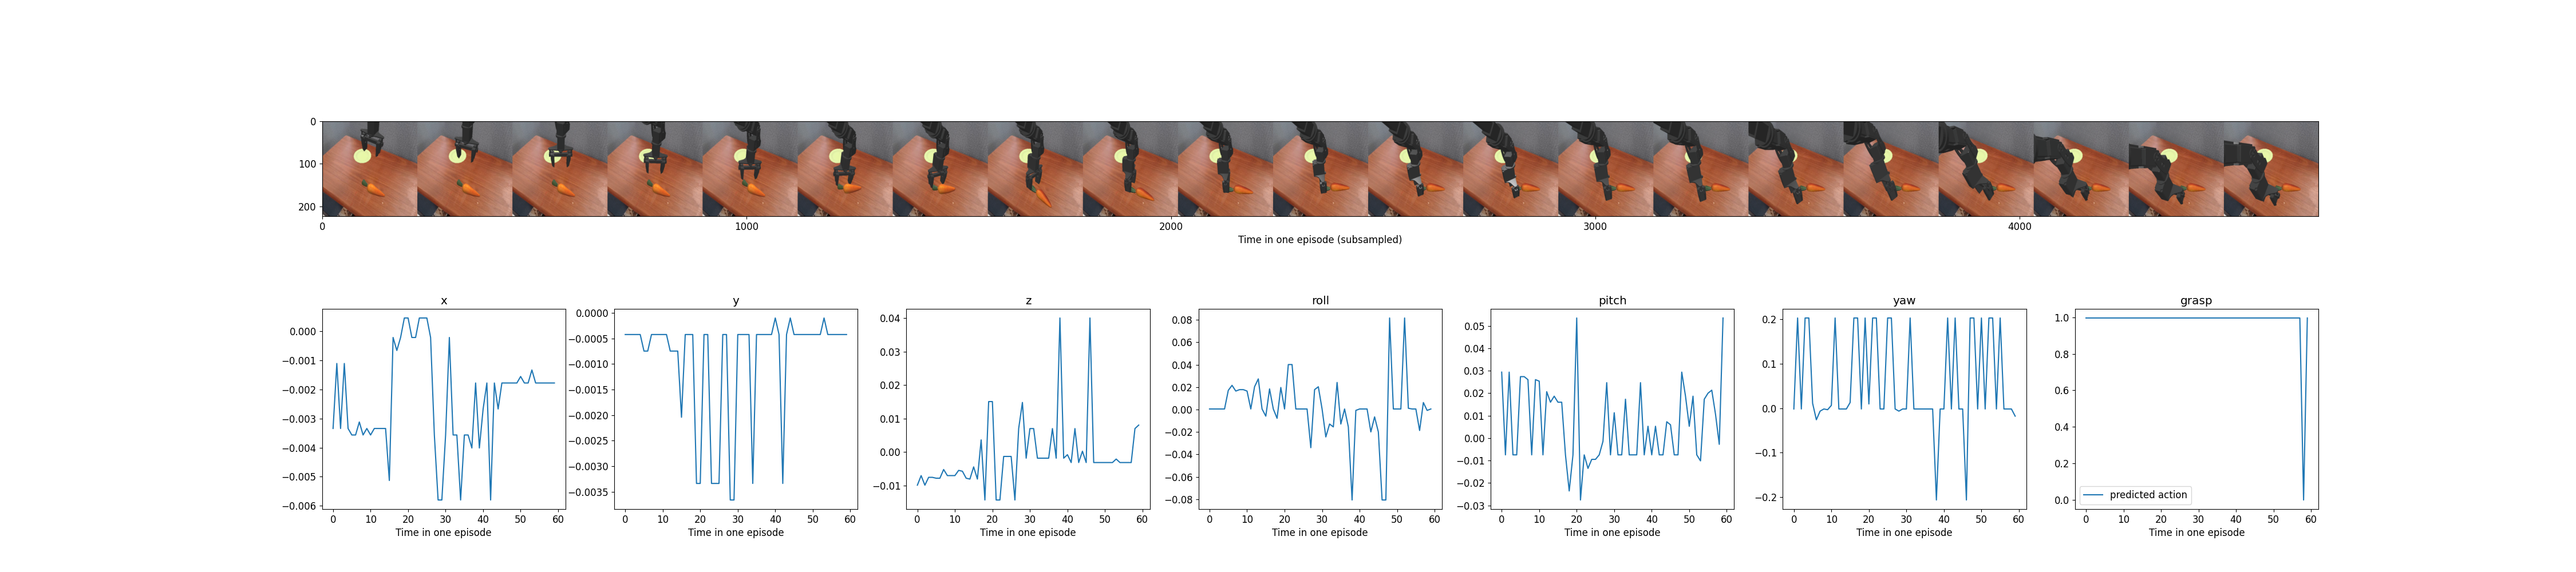 0
100
200
0 1000 2000 3000 4000
Time in one episode (subsampled)
x y z roll pitch yaw grasp
0.000
−0.001
−0.002
−0.003
−0.004
−0.005
−0.006
0 10 20 30 40 50 60
Time in one episode
0.0000
−0.0005
−0.0010
−0.0015
−0.0020
−0.0025
−0.0030
−0.0035
0 10 20 30 40 50 60
Time in one episode
0.04
0.03
0.02
0.01
0.00
−0.01
0 10 20 30 40 50 60
Time in one episode
0.08
0.06
0.04
0.02
0.00
−0.02
−0.04
−0.06
−0.08
0 10 20 30 40 50 60
Time in one episode
0.05
0.04
0.03
0.02
0.01
0.00
−0.01
−0.02
−0.03
0 10 20 30 40 50 60
Time in one episode
0.2
0.1
0.0
−0.1
−0.2
0 10 20 30 40 50 60
Time in one episode
1.0
0.8
0.6
0.4
0.2
0.0
predicted action
0 10 20 30 40 50 60
Time in one episode